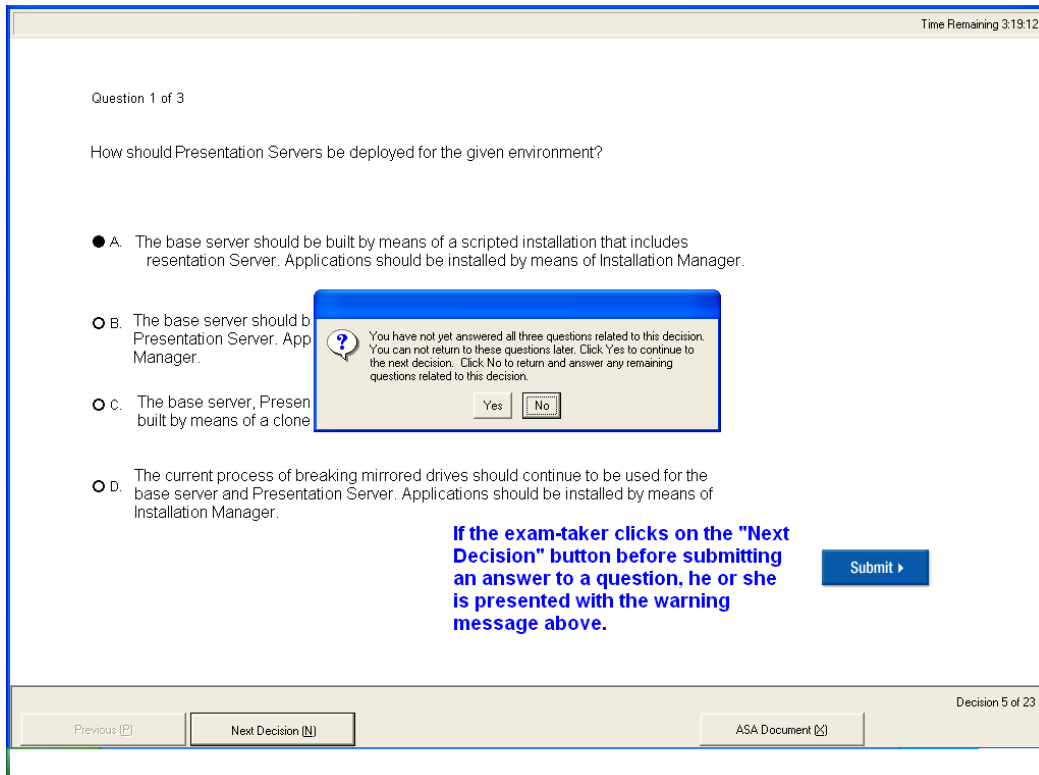 Time Remaining 3:19:12
Question 1 of 3
How should Presentation Servers be deployed for the given environment?
A. The base server should be built by means of a scripted installation that includes
resentation Server. Applications should be installed by means of Installation Manager.
B. The base server should b
Presentation Server. App
Manager.
You have not yet answered all three questions related to this decision.
You can not return to these questions later. Click Yes to continue to
the next decision. Click No to return and answer any remaining
questions related to this decision.
Yes No
C. The base server, Presen
built by means of a clone
D. The current process of breaking mirrored drives should continue to be used for the
base server and Presentation Server. Applications should be installed by means of
Installation Manager.
If the exam-taker clicks on the "Next
Decision" button before submitting
an answer to a question, he or she
is presented with the warning
message above.
Submit
Decision 5 of 23
Previous (P) Next Decision (N) ASA Document (X)